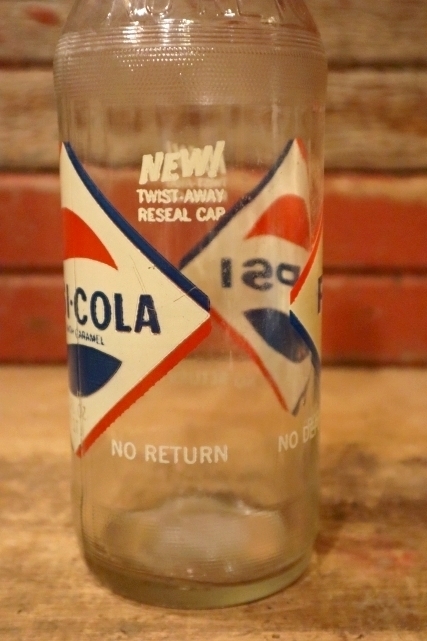 NEW!
TWIST-AWAY
RESEAL CAP
PSI
I-COLA
CARAMEL
NO RETURN
NO DE